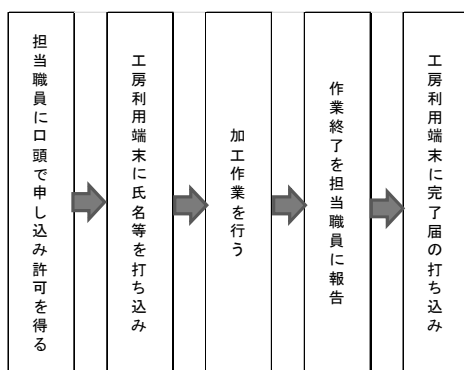 担当職員に口頭で申し込み許可を得る
工房利用端末に氏名等を打ち込み
加工作業を行う
作業終了を担当職員に報告
工房利用端末に完了届の打ち込み